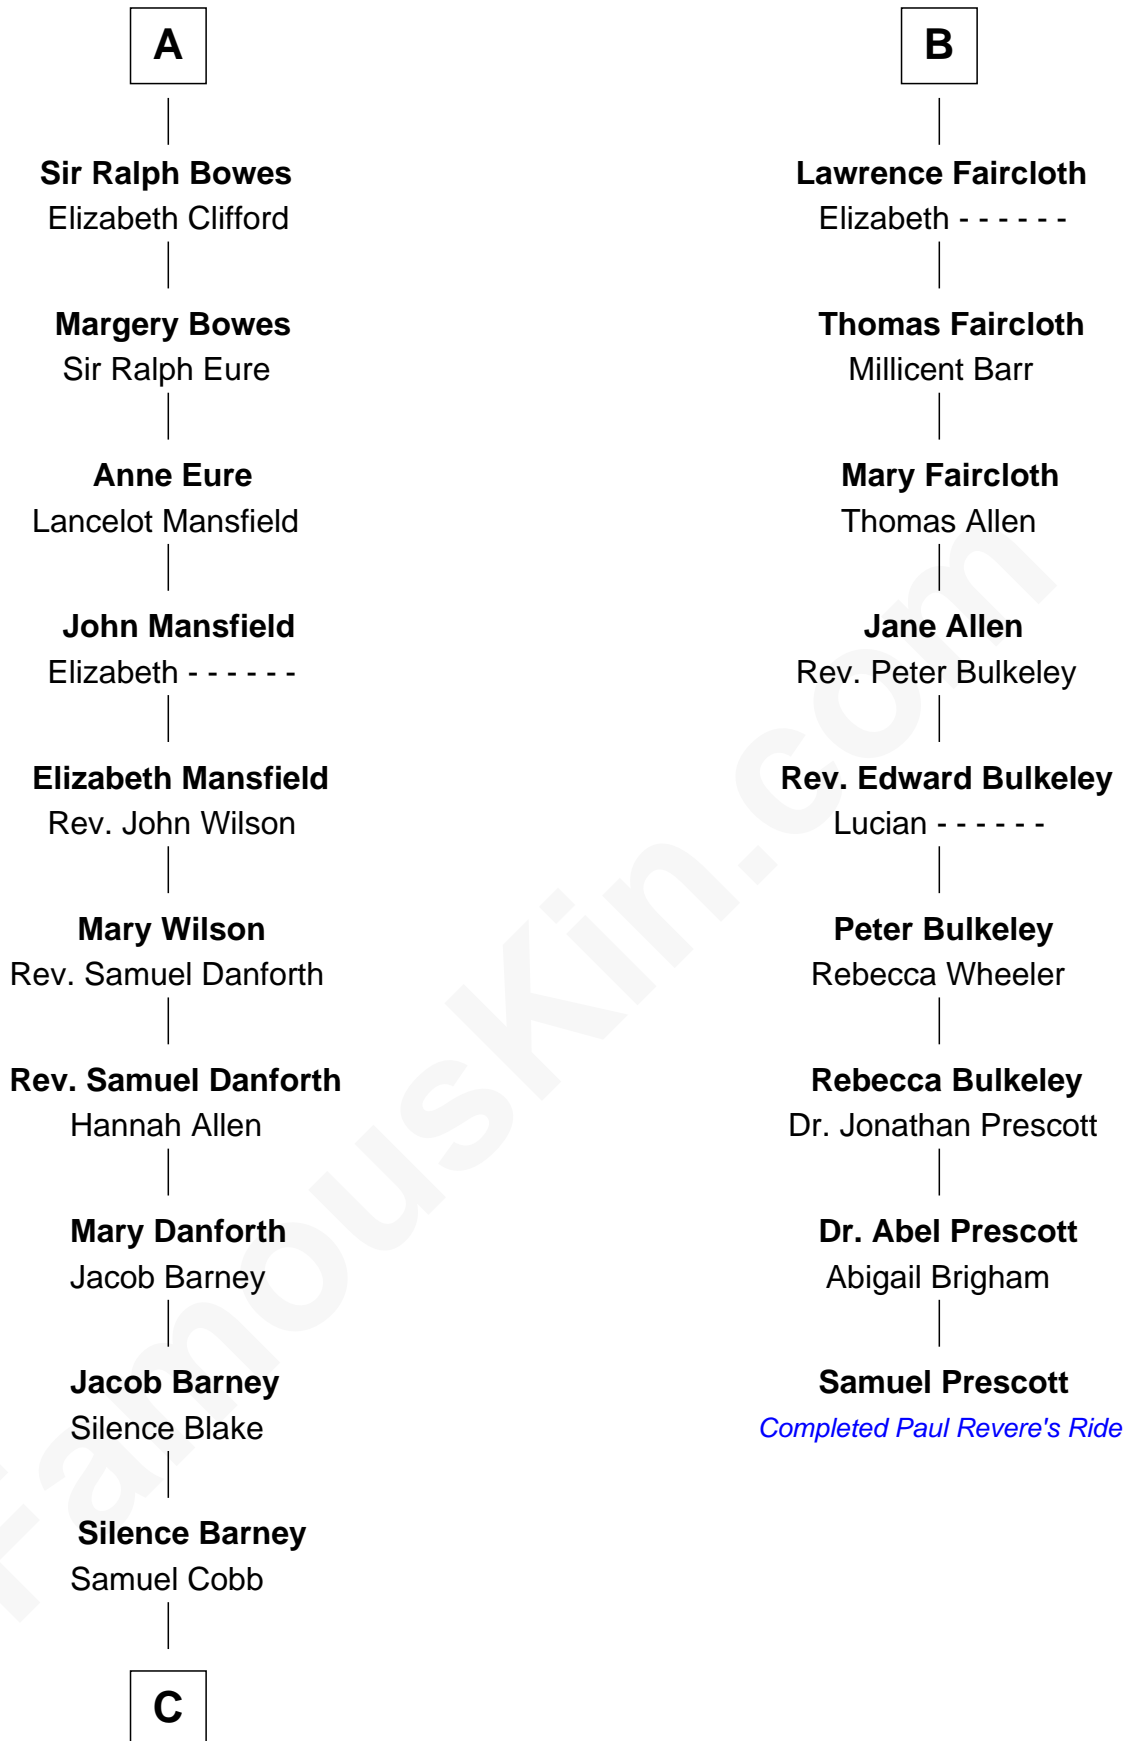 A
Sir Ralph Bowes
Elizabeth Clifford
Margery Bowes
Sir Ralph Eure
Anne Eure
Lancelot Mansfield
John Mansfield
Elizabeth - - - - - -
Elizabeth Mansfield
Rev. John Wilson
Mary Wilson
Rev. Samuel Danforth
Rev. Samuel Danforth
Hannah Allen
Mary Danforth
Jacob Barney
Jacob Barney
Silence Blake
Silence Barney
Samuel Cobb
C
B
Lawrence Faircloth
Elizabeth - - - - - -
Thomas Faircloth
Millicent Barr
Mary Faircloth
Thomas Allen
Jane Allen
Rev. Peter Bulkeley
Rev. Edward Bulkeley
Lucian - - - - - -
Peter Bulkeley
Rebecca Wheeler
Rebecca Bulkeley
Dr. Jonathan Prescott
Dr. Abel Prescott
Abigail Brigham
Samuel Prescott
Completed Paul Revere's Ride
FamousKin.com